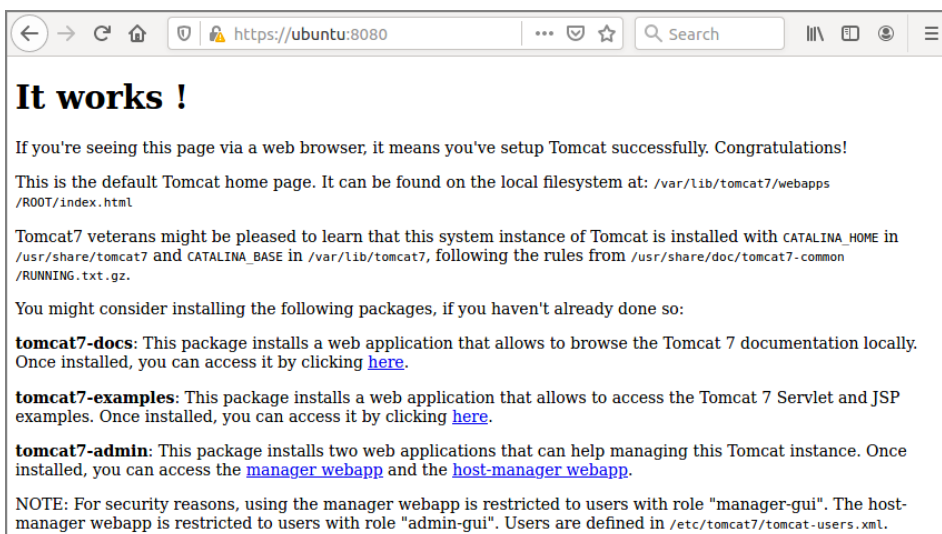 https://ubuntu:8080
Search
It works !
If you're seeing this page via a web browser, it means you've setup Tomcat successfully. Congratulations!
This is the default Tomcat home page. It can be found on the local filesystem at: /var/lib/tomcat7/webapps
/ROOT/index.html
Tomcat7 veterans might be pleased to learn that this system instance of Tomcat is installed with CATALINA_HOME in
/usr/share/tomcat7 and CATALINA_BASE in /var/lib/tomcat7, following the rules from /usr/share/doc/tomcat7-common
/RUNNING.txt.gz.
You might consider installing the following packages, if you haven't already done so:
tomcat7-docs: This package installs a web application that allows to browse the Tomcat 7 documentation locally.
Once installed, you can access it by clicking here.
tomcat7-examples: This package installs a web application that allows to access the Tomcat 7 Servlet and JSP
examples. Once installed, you can access it by clicking here.
tomcat7-admin: This package installs two web applications that can help managing this Tomcat instance. Once
installed, you can access the manager webapp and the host-manager webapp.
NOTE: For security reasons, using the manager webapp is restricted to users with role "manager-gui". The host-
manager webapp is restricted to users with role "admin-gui". Users are defined in /etc/tomcat7/tomcat-users.xml.